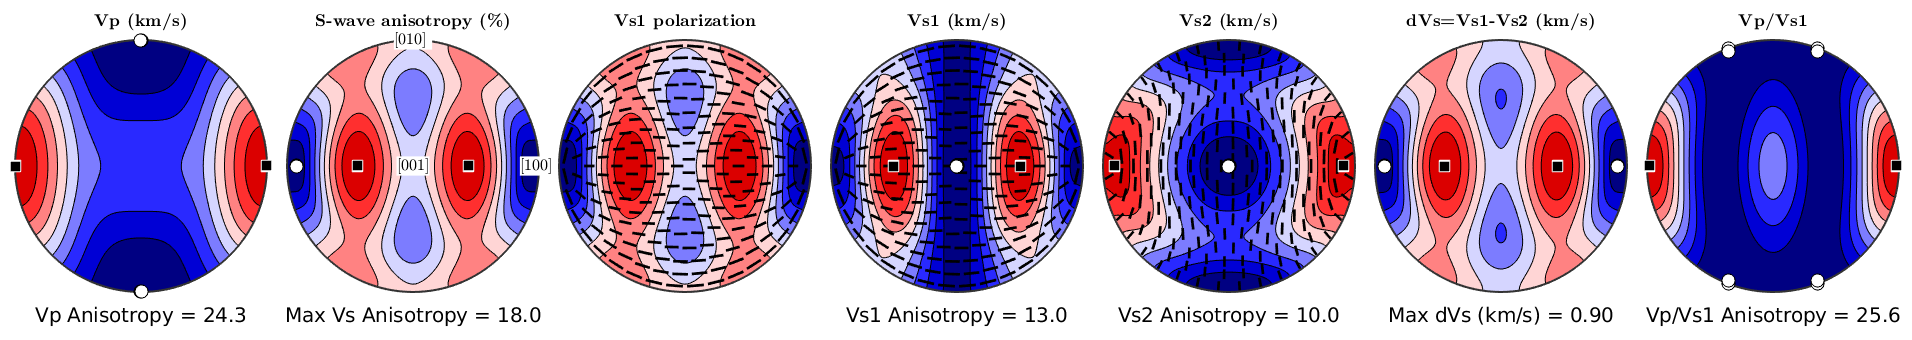 Vp (km/s)
S-wave anisotropy (%)
Vs1 polarization
Vs1 (km/s)
Vs2 (km/s)
dVs=Vs1-Vs2 (km/s)
Vp/Vs1
[010]
[001]
[100]
Vp Anisotropy = 24.3
Max Vs Anisotropy = 18.0
Vs1 Anisotropy = 13.0
Vs2 Anisotropy = 10.0
Max dVs (km/s) = 0.90
Vp/Vs1 Anisotropy = 25.6